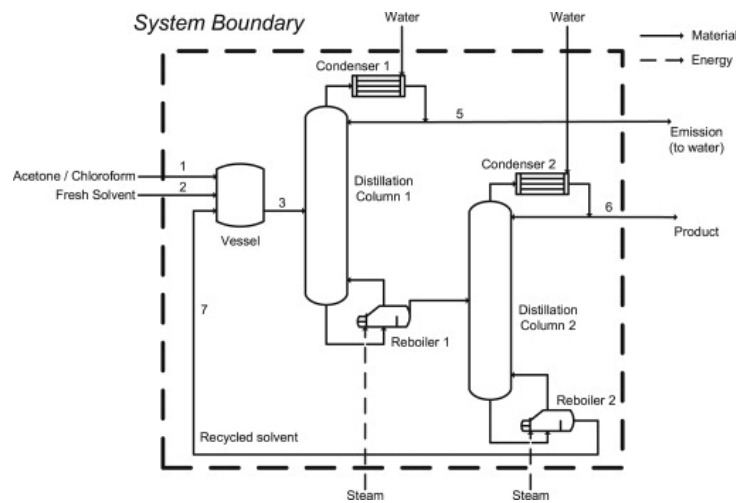 System Boundary
Water
Water
Material
Energy
Condenser 1
5
Emission
(to water)
Condenser 2
Acetone / Chloroform
1
Fresh Solvent
2
3
Vessel
Distillation
Column 1
6
Product
7
Reboiler 1
Distillation
Column 2
Reboiler 2
Recycled solvent
Steam
Steam